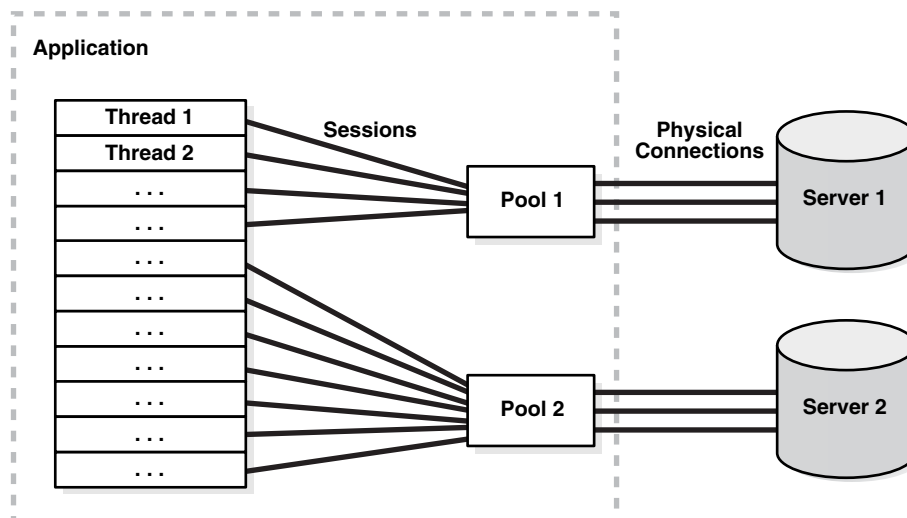 Application
Thread 1
Thread 2
. . .
. . .
. . .
. . .
. . .
. . .
. . .
. . .
. . .
Sessions
Pool 1
Pool 2
Physical
Connections
Server 1
Server 2